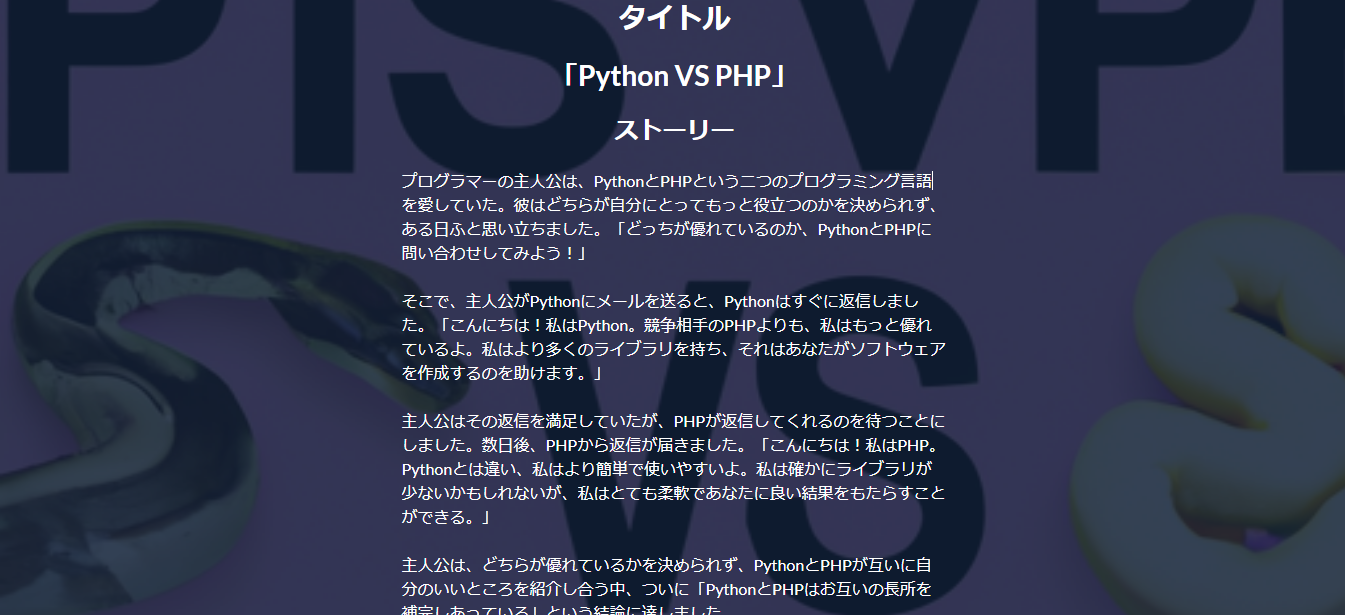 PIS VPI
タイトル
「Python VS PHP」
ストーリー
プログラマーの主人公は、PythonとPHPという二つのプログラミング言語
を愛していた。彼はどちらが自分にとってもっと役立つのかを決められず、
ある日ふと思い立ちました。「どっちが優れているのか、PythonとPHPに
問い合わせしてみよう！」
そこで、主人公がPythonにメールを送ると、Pythonはすぐに返信しまし
た。「こんにちは！私はPython。競争相手のPHPよりも、私はもっと優れ
ているよ。私はより多くのライブラリを持ち、それはあなたがソフトウェア
を作成するのを助けます。」
VS
主人公はその返信を満足していたが、PHPが返信してくれるのを待つことに
しました。数日後、PHPから返信が届きました。「こんにちは！私はPHP。
Pythonとは違い、私はより簡単で使いやすいよ。私は確かにライブラリが
少ないかもしれないが、私はとても柔軟であなたに良い結果をもたらすこと
ができる。」
主人公は、どちらが優れているかを決められず、PythonとPHPが互いに自
分のいいところを紹介し合う中、ついに「PythonとPHPはお互いの長所を
補完しあっている」という結論に達しました